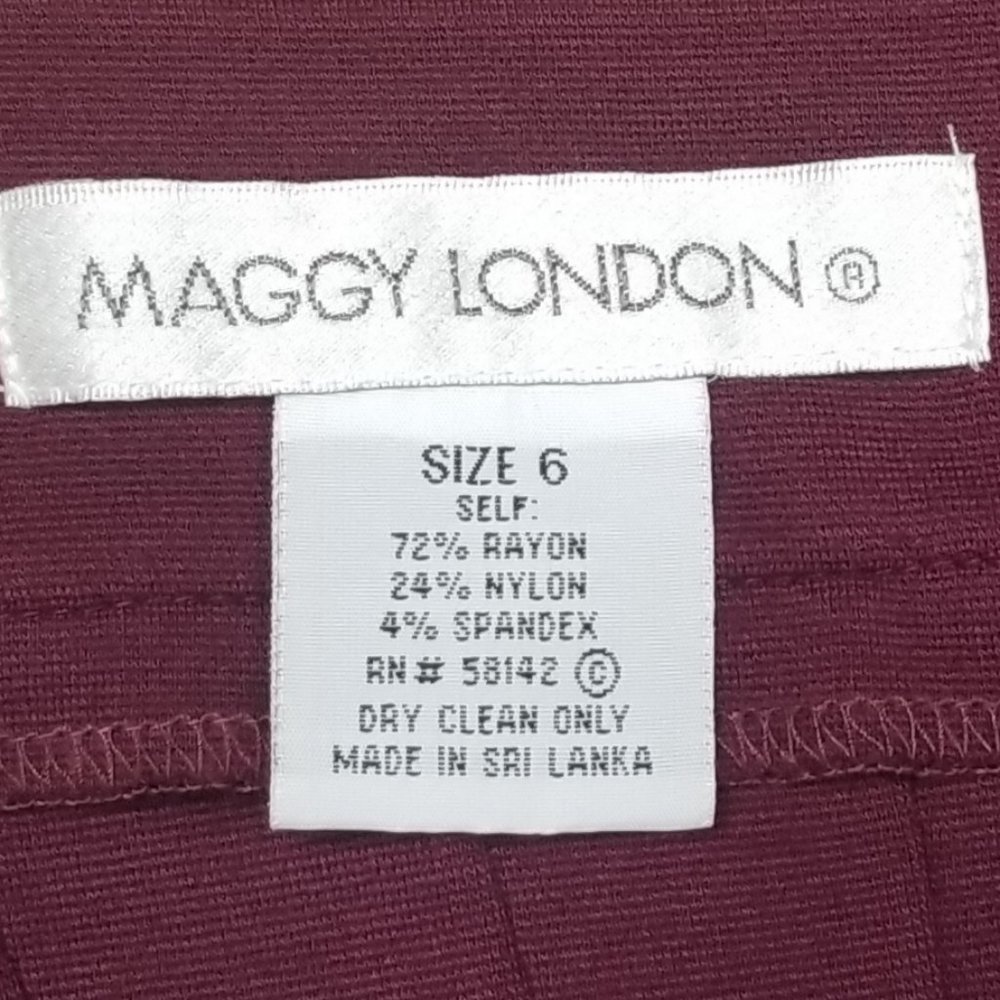 MAGGY LONDON ®
SIZE 6
SELF:
72% RAYON
24% NYLON
4% SPANDEX
RN# 58142 ©
DRY CLEAN ONLY
MADE IN SRI LANKA